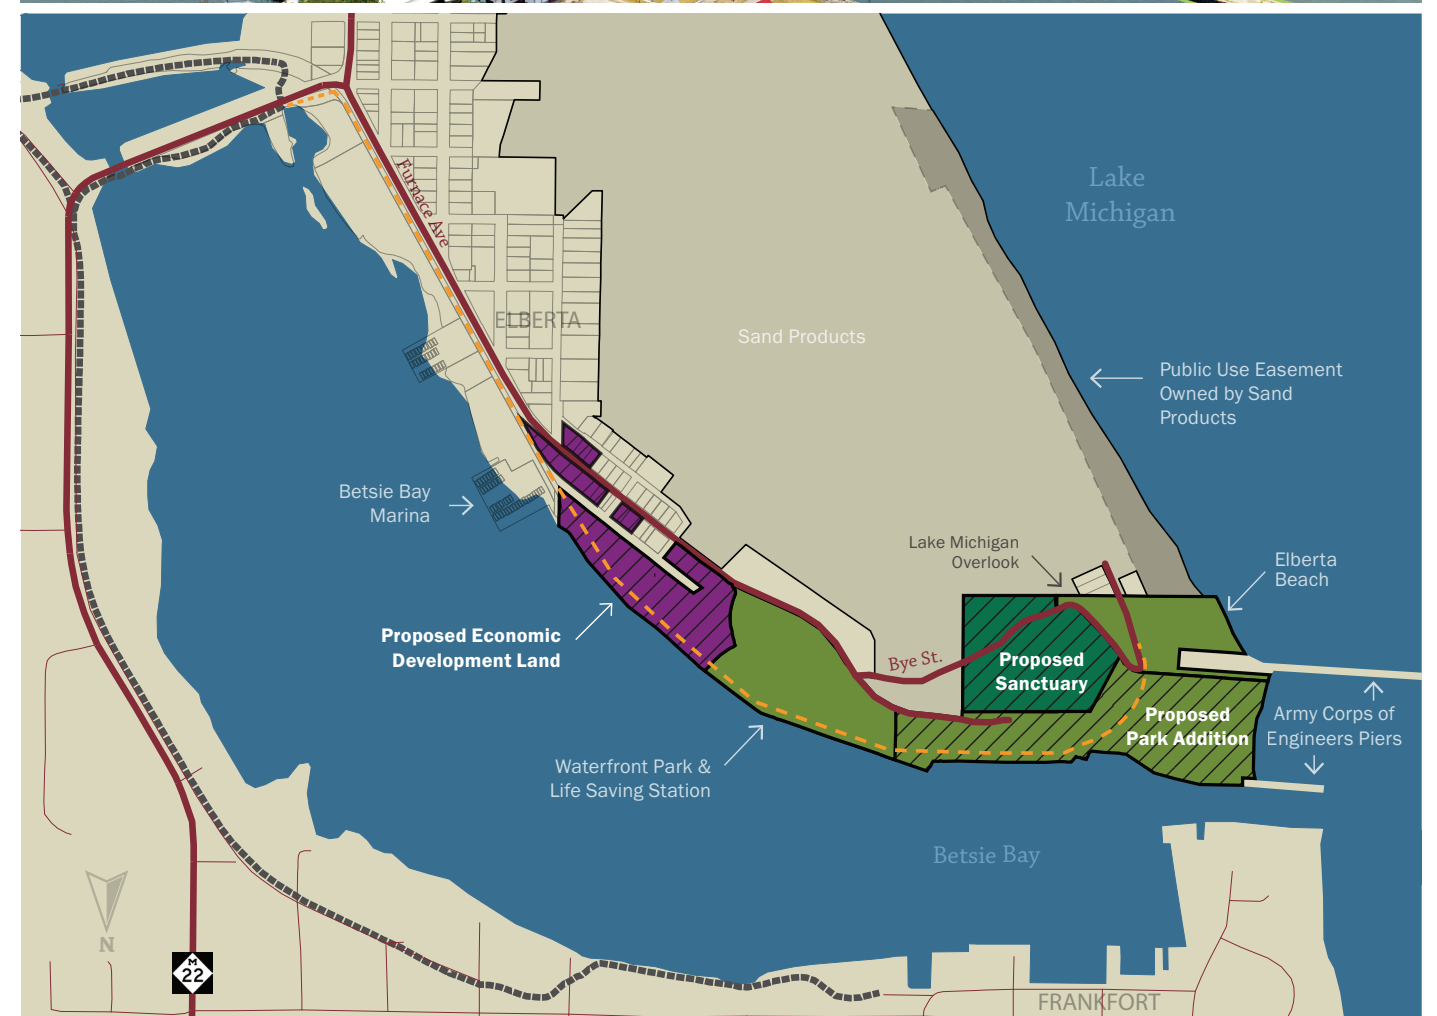 Lake
Michigan
Furnace Ave
ELBERTA
Sand Products
Public Use Easement
Owned by Sand
Products
Betsie Bay
Marina
Lake Michigan
Overlook
Elberta
Beach
Proposed Economic
Development Land
Bye St.
Proposed
Sanctuary
Proposed
Park Addition
Army Corps of
Engineers Piers
Waterfront Park &
Life Saving Station
Betsie Bay
N
M
22
FRANKFORT